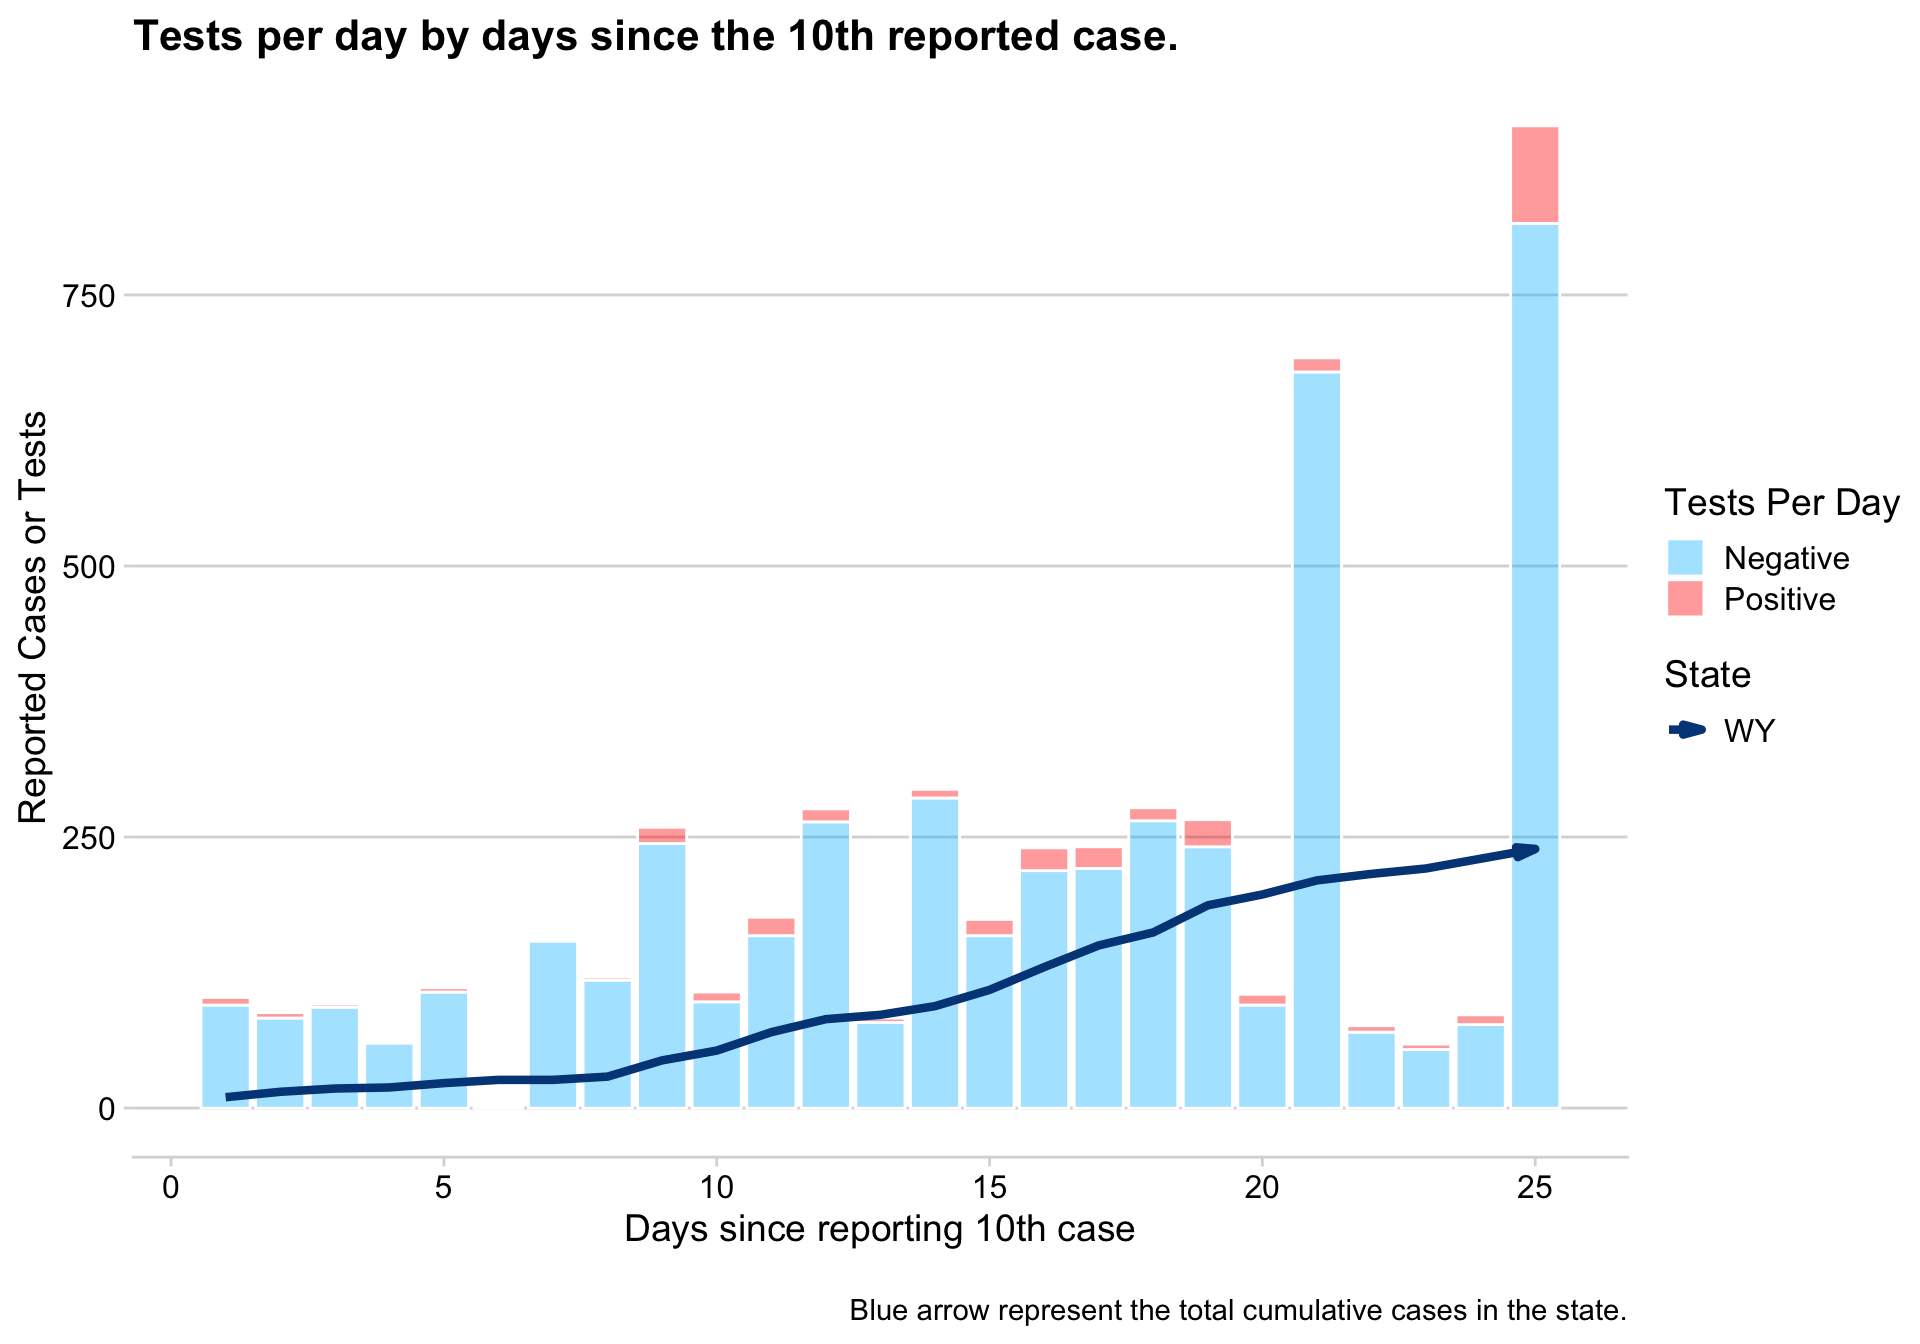 Tests per day by days since the 10th reported case.
Reported Cases or Tests
750
500
250
0
0 5 10 15 20 25
Days since reporting 10th case
Tests Per Day
Negative
Positive
State
WY
Blue arrow represent the total cumulative cases in the state.